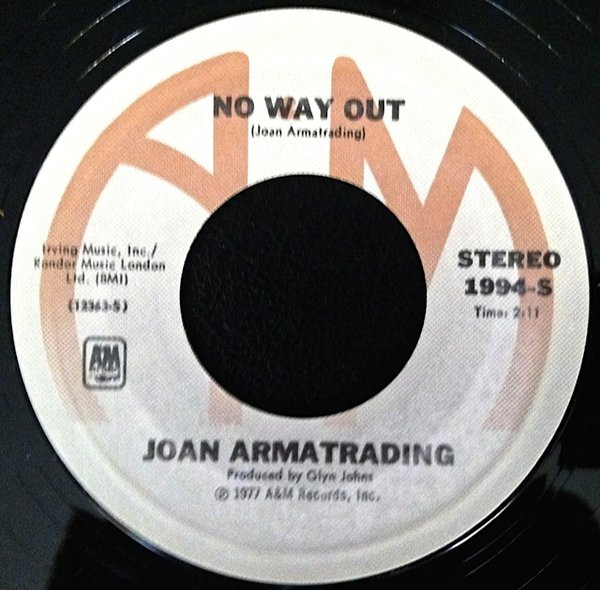 NO WAY OUT
(Joan Armatrading)
Irving Music, Inc./
Rondor Music London
Ltd. (BMI)
(12363-S)
A&M
STEREO
1994-S
Time: 2:11
JOAN ARMATRADING
Produced by Glyn Johns
℗ 1977 A&M Records, Inc.